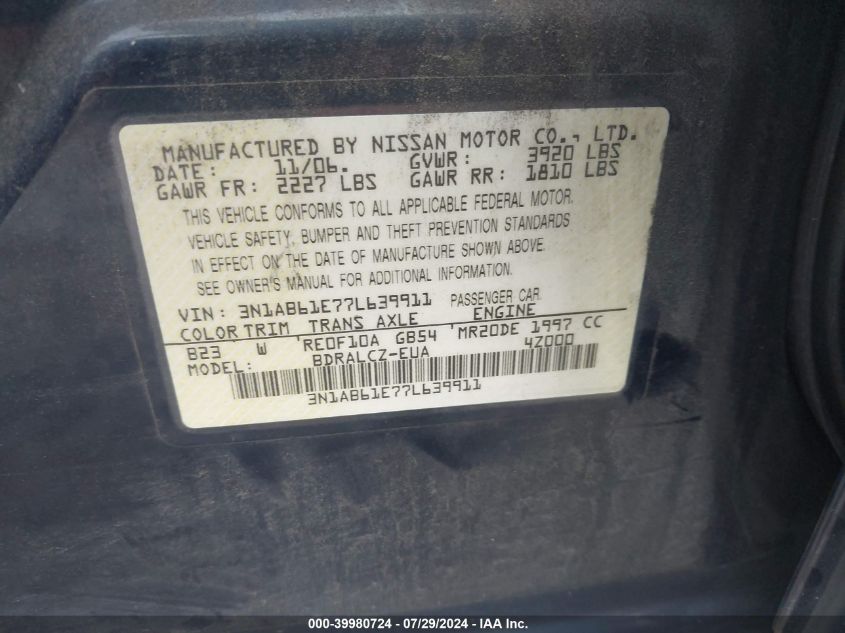 MANUFACTURED BY NISSAN MOTOR CO., LTD.
DATE: 11/06. GVWR: 3920 LBS
GAWR FR: 2227 LBS GAWR RR: 1810 LBS
THIS VEHICLE CONFORMS TO ALL APPLICABLE FEDERAL MOTOR
VEHICLE SAFETY, BUMPER AND THEFT PREVENTION STANDARDS
IN EFFECT ON THE DATE OF MANUFACTURE SHOWN ABOVE.
SEE OWNER'S MANUAL FOR ADDITIONAL INFORMATION.
VIN: 3N1AB61E77L639911 PASSENGER CAR
COLOR TRIM TRANS AXLE ENGINE
B23 W 'RE0F10A GB54 'MR20DE 1997 CC
MODEL: BDRALCZ-EUA 4Z000
3N1AB61E77L639911
000-39980724 - 07/29/2024 - IAA Inc.